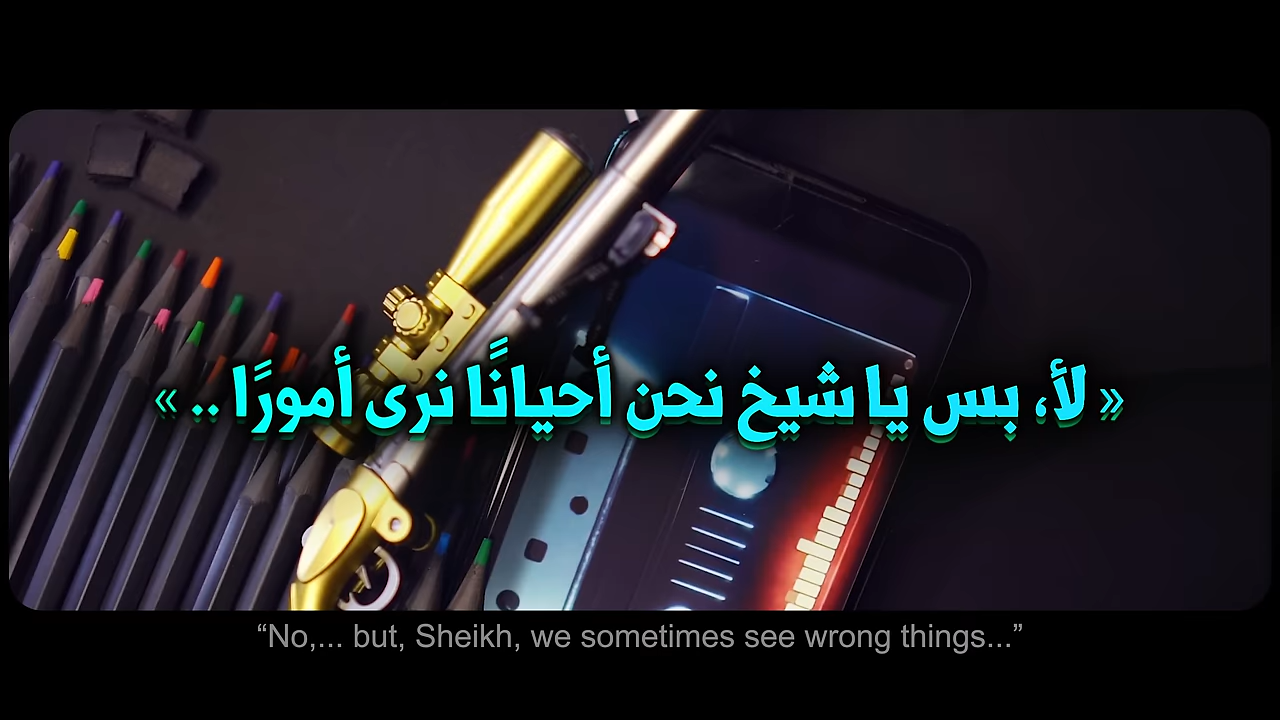 « لأ، بس يا شيخ نحن أحيانًا نرى أمورًا .. »
“No,... but, Sheikh, we sometimes see wrong things...”